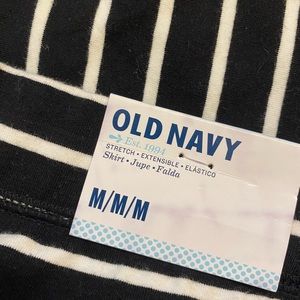 OLD NAVY
Est. 1994
STRETCH • EXTENSIBLE • ELÁSTICO
Skirt • Jupe • Falda
M/M/M